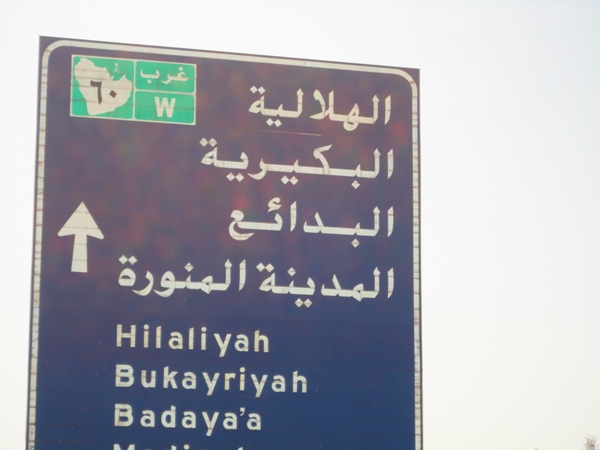 ٦٠
غرب
W
الهلالية
البكيرية
البدائع
المدينة المنورة
Hilaliyah
Bukayriyah
Badaya'a